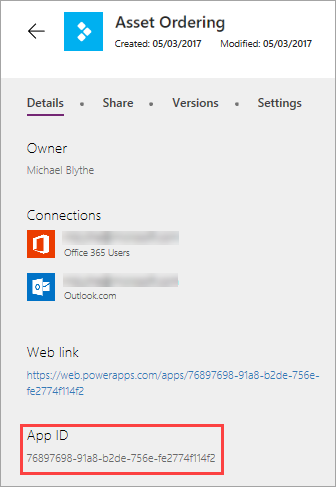 Asset Ordering
Created: 05/03/2017 Modified: 05/03/2017
Details • Share • Versions • Settings
Owner
Michael Blythe
Connections
Office 365 Users
Outlook.com
Web link
https://web.powerapps.com/apps/76897698-91a8-b2de-756e-
fe2774f114f2
App ID
76897698-91a8-b2de-756e-fe2774f114f2